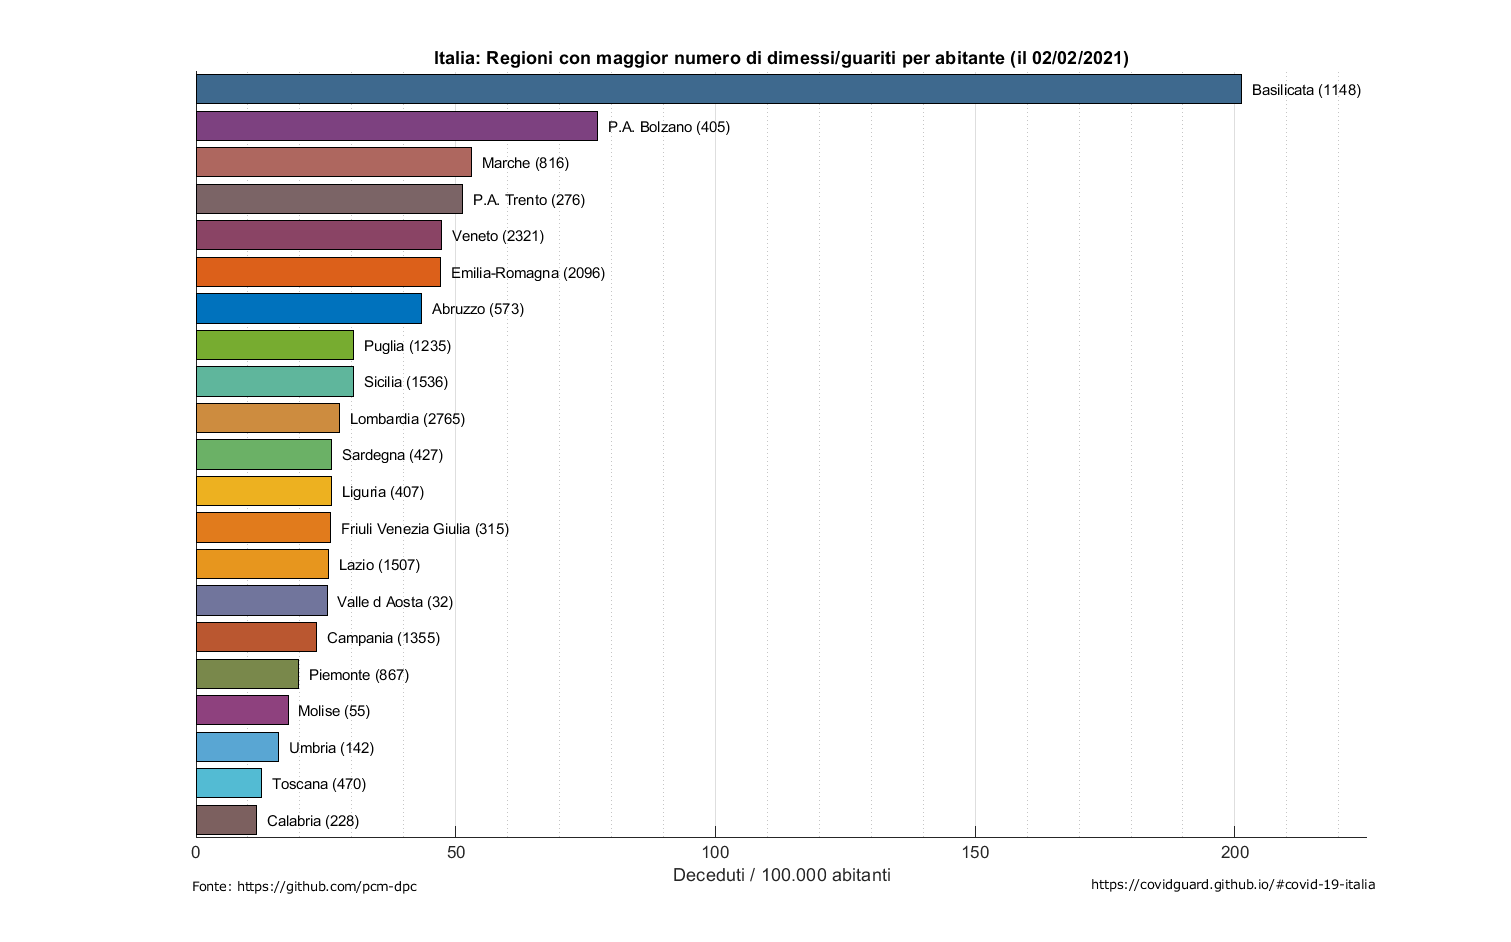 Italia: Regioni con maggior numero di dimessi/guariti per abitante (il 02/02/2021)
Basilicata (1148)
P.A. Bolzano (405)
Marche (816)
P.A. Trento (276)
Veneto (2321)
Emilia-Romagna (2096)
Abruzzo (573)
Puglia (1235)
Sicilia (1536)
Lombardia (2765)
Sardegna (427)
Liguria (407)
Friuli Venezia Giulia (315)
Lazio (1507)
Valle d Aosta (32)
Campania (1355)
Piemonte (867)
Molise (55)
Umbria (142)
Toscana (470)
Calabria (228)
0 50 100 150 200
Deceduti / 100.000 abitanti
Fonte: https://github.com/pcm-dpc
https://covidguard.github.io/#covid-19-italia